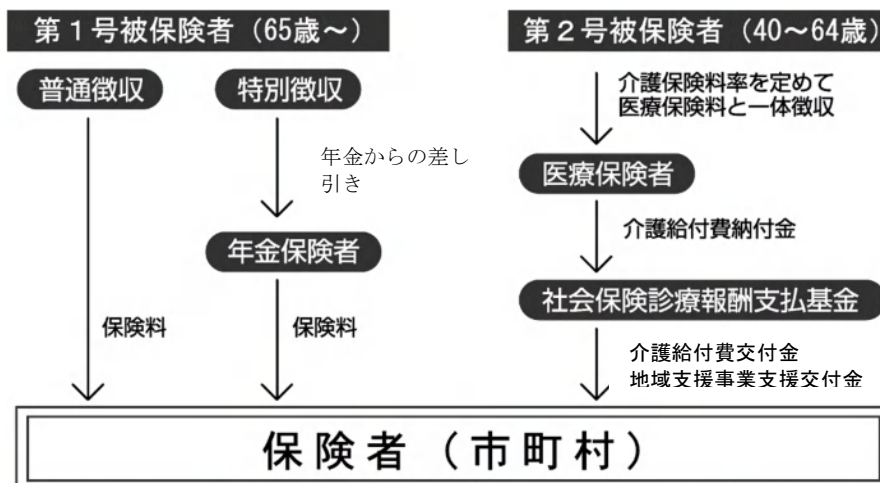 第1号被保険者（65歳～）
普通徴収
特別徴収
年金からの差し
引き
年金保険者
保険料
保険料
第2号被保険者（40～64歳）
介護保険料率を定めて
医療保険料と一体徴収
医療保険者
介護給付費納付金
社会保険診療報酬支払基金
介護給付費交付金
地域支援事業支援交付金
保険者（市町村）